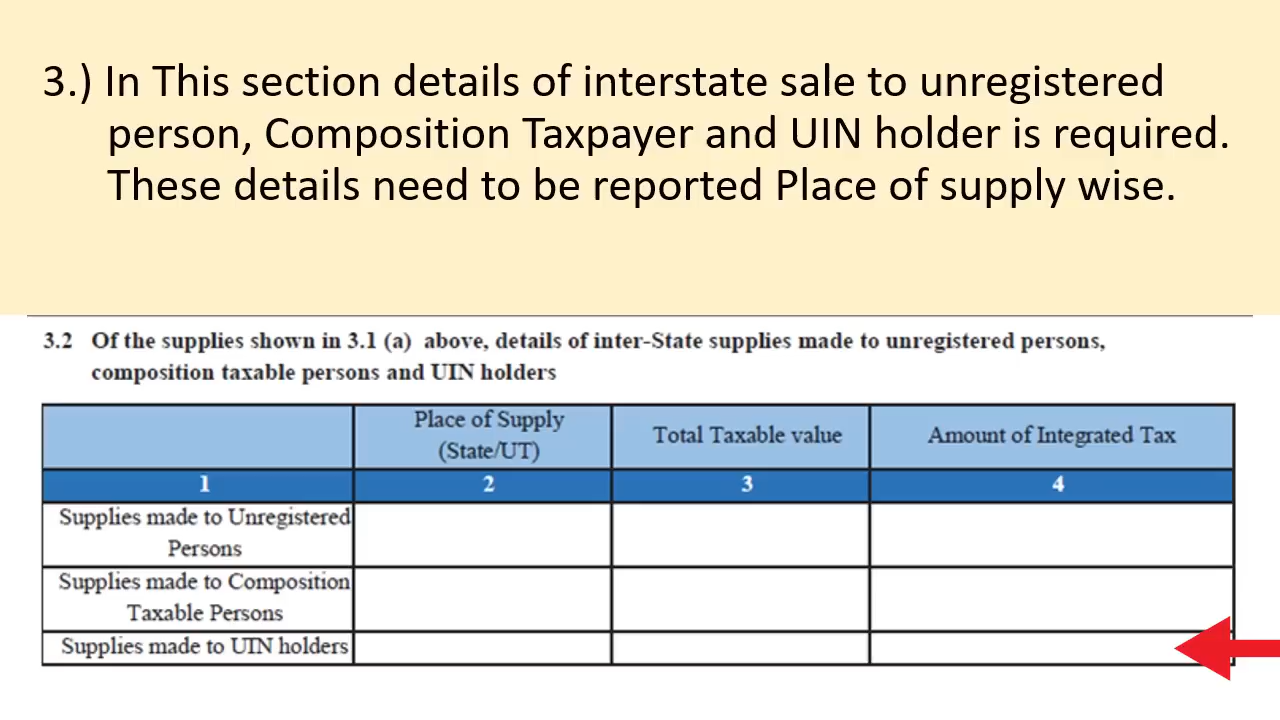 3.) In This section details of interstate sale to unregistered
person, Composition Taxpayer and UIN holder is required.
These details need to be reported Place of supply wise.
3.2 Of the supplies shown in 3.1 (a) above, details of inter-State supplies made to unregistered persons,
composition taxable persons and UIN holders
Place of Supply
(State/UT)
Total Taxable value
Amount of Integrated Tax
1
2
3
4
Supplies made to Unregistered
Persons
Supplies made to Composition
Taxable Persons
Supplies made to UIN holders